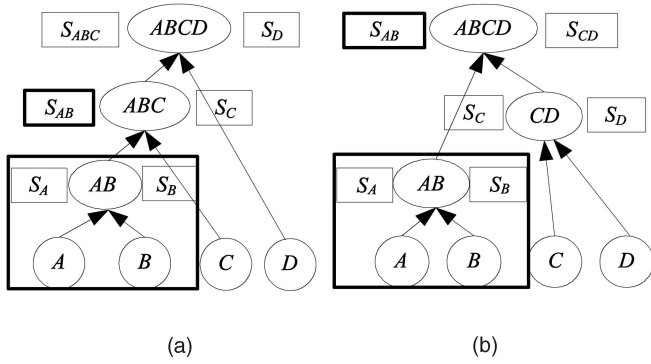 S_ABC ABCD S_D S_AB ABCD S_CD
S_AB ABC S_C S_C CD S_D
S_A AB S_B S_A AB S_B
A B C D A B C D
(a) (b)